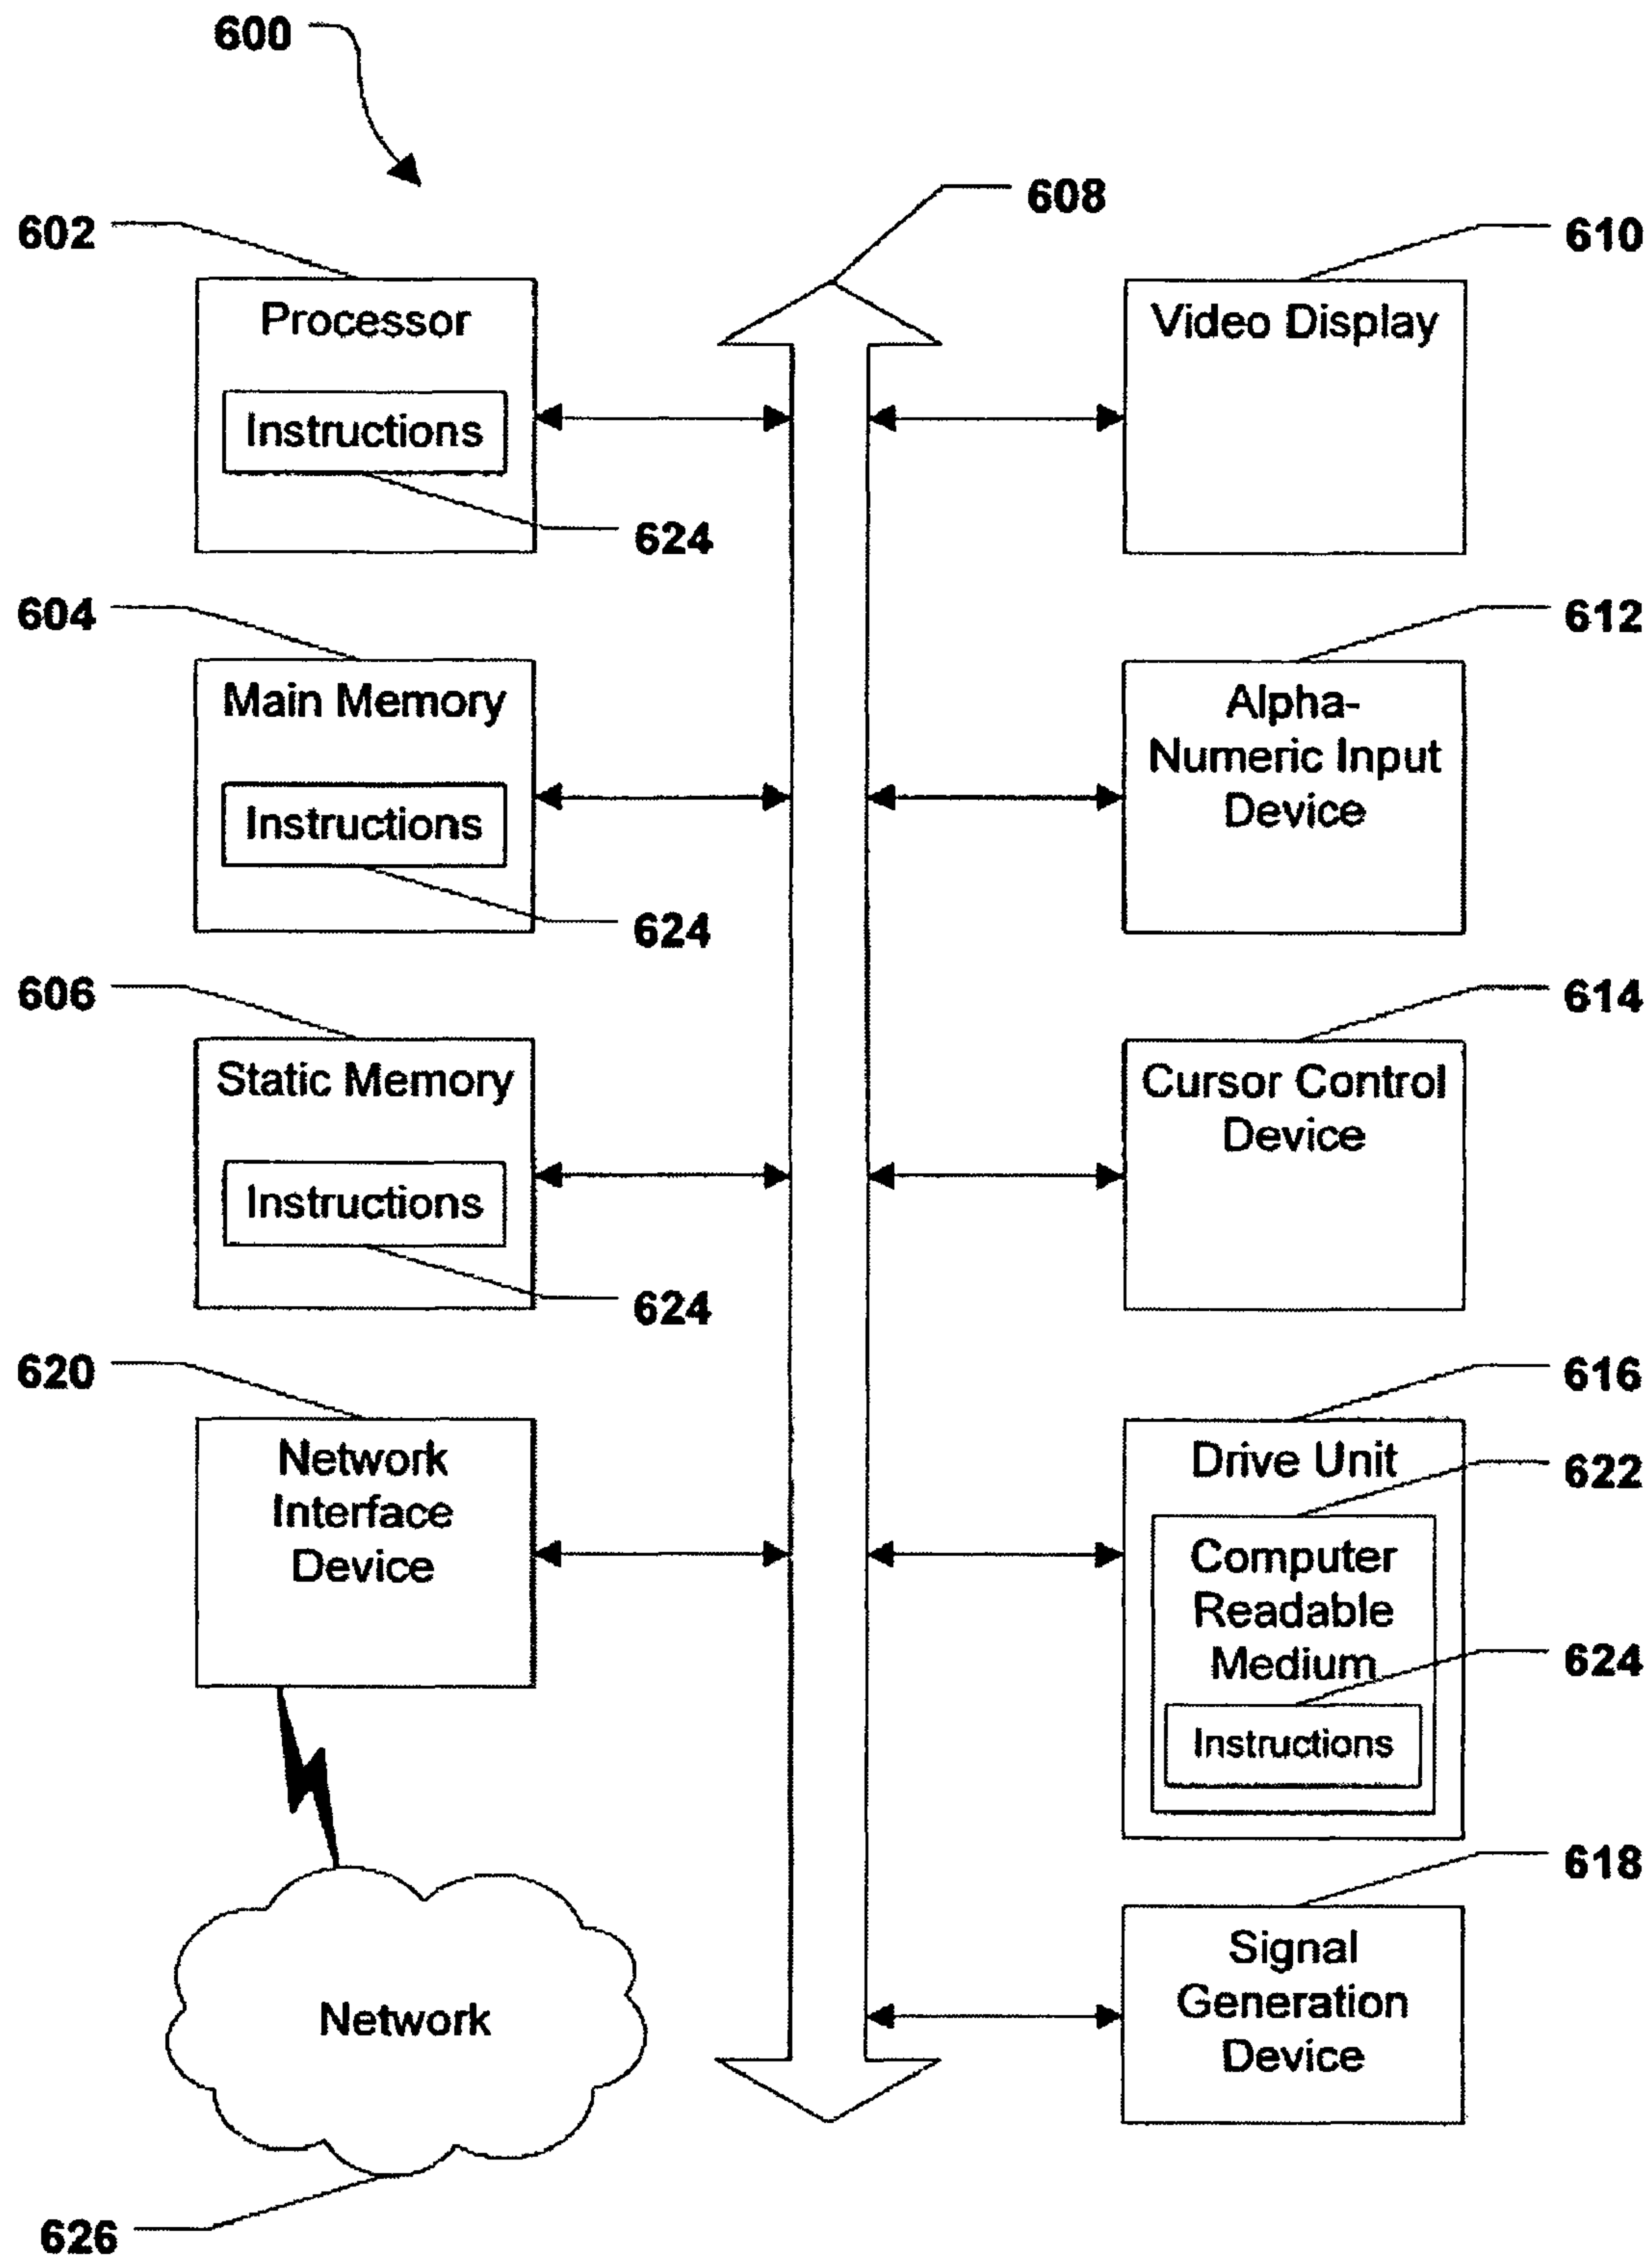 600
608
602
Processor
Instructions
624
610
Video Display
604
Main Memory
Instructions
624
612
Alpha-
Numeric Input
Device
606
Static Memory
Instructions
624
614
Cursor Control
Device
620
Network
Interface
Device
616
Drive Unit
622
Computer
Readable
Medium
624
Instructions
618
Signal
Generation
Device
Network
626